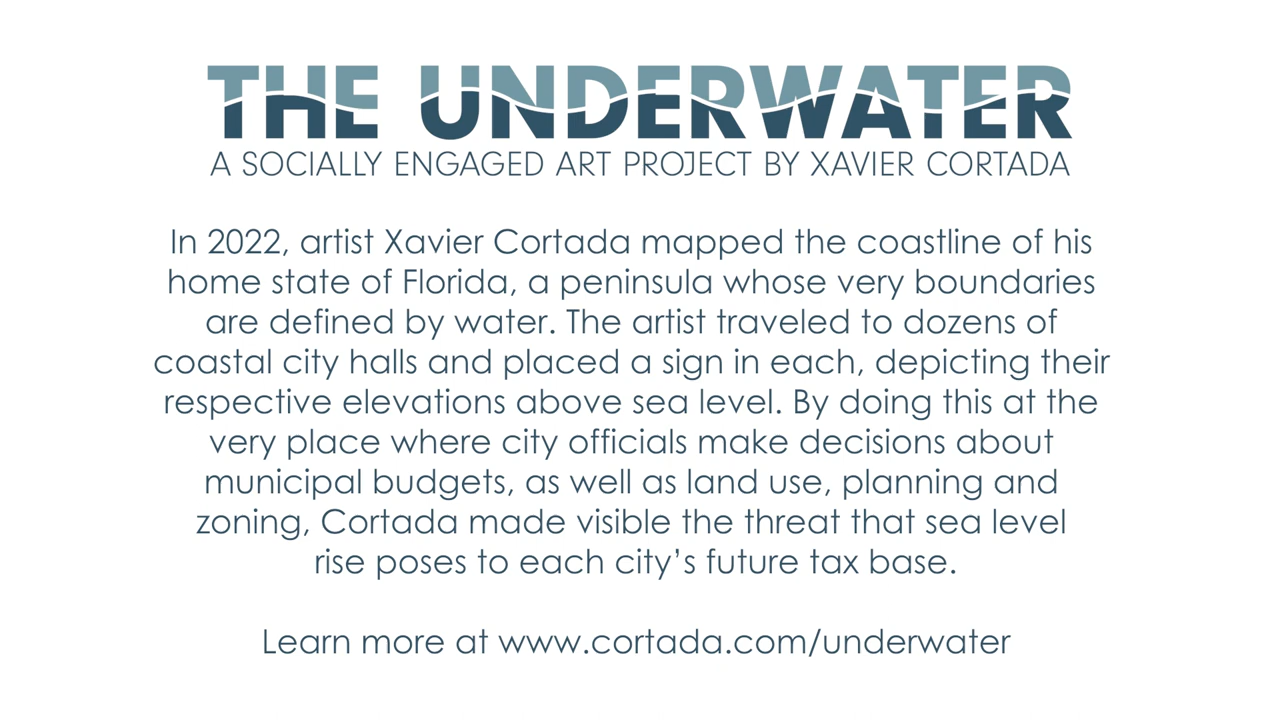 THE UNDERWATER
A SOCIALLY ENGAGED ART PROJECT BY XAVIER CORTADA
In 2022, artist Xavier Cortada mapped the coastline of his
home state of Florida, a peninsula whose very boundaries
are defined by water. The artist traveled to dozens of
coastal city halls and placed a sign in each, depicting their
respective elevations above sea level. By doing this at the
very place where city officials make decisions about
municipal budgets, as well as land use, planning and
zoning, Cortada made visible the threat that sea level
rise poses to each city’s future tax base.
Learn more at www.cortada.com/underwater